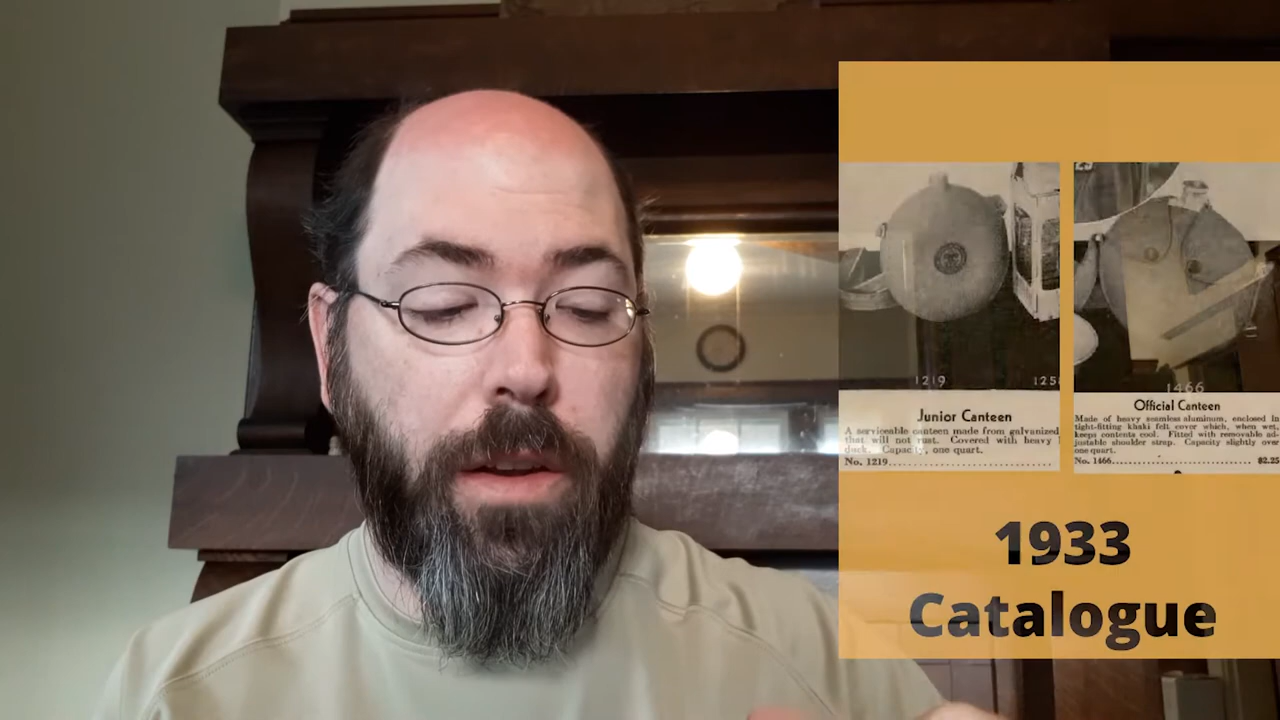 1219
125
Junior Canteen
A serviceable canteen made from galvanized
that will not rust. Covered with heavy
duck. Capacity, one quart.
No. 1219
1466
Official Canteen
Made of heavy seamless aluminum, enclosed in
tight-fitting khaki felt cover which, when wet,
keeps contents cool. Fitted with removable ad-
justable shoulder strap. Capacity slightly over
one quart.
No. 1466 $2.25
1933
Catalogue